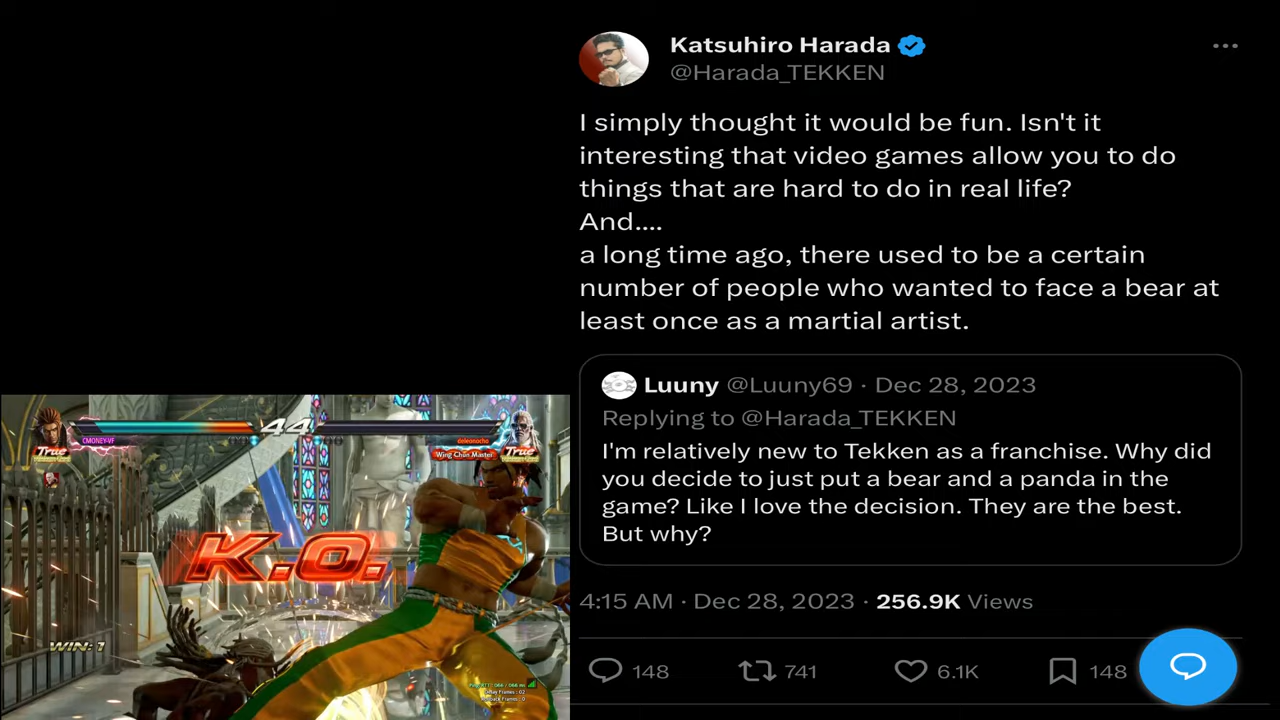 Katsuhiro Harada
@Harada_TEKKEN
I simply thought it would be fun. Isn't it
interesting that video games allow you to do
things that are hard to do in real life?
And....
a long time ago, there used to be a certain
number of people who wanted to face a bear at
least once as a martial artist.
Luuny @Luuny69 · Dec 28, 2023
Replying to @Harada_TEKKEN
I'm relatively new to Tekken as a franchise. Why did
you decide to just put a bear and a panda in the
game? Like I love the decision. They are the best.
But why?
4:15 AM · Dec 28, 2023 · 256.9K Views
148 741 6.1K 148
44
CMONEY-VF
True
Wing Chun Master
True
K.O.
WIN: 1